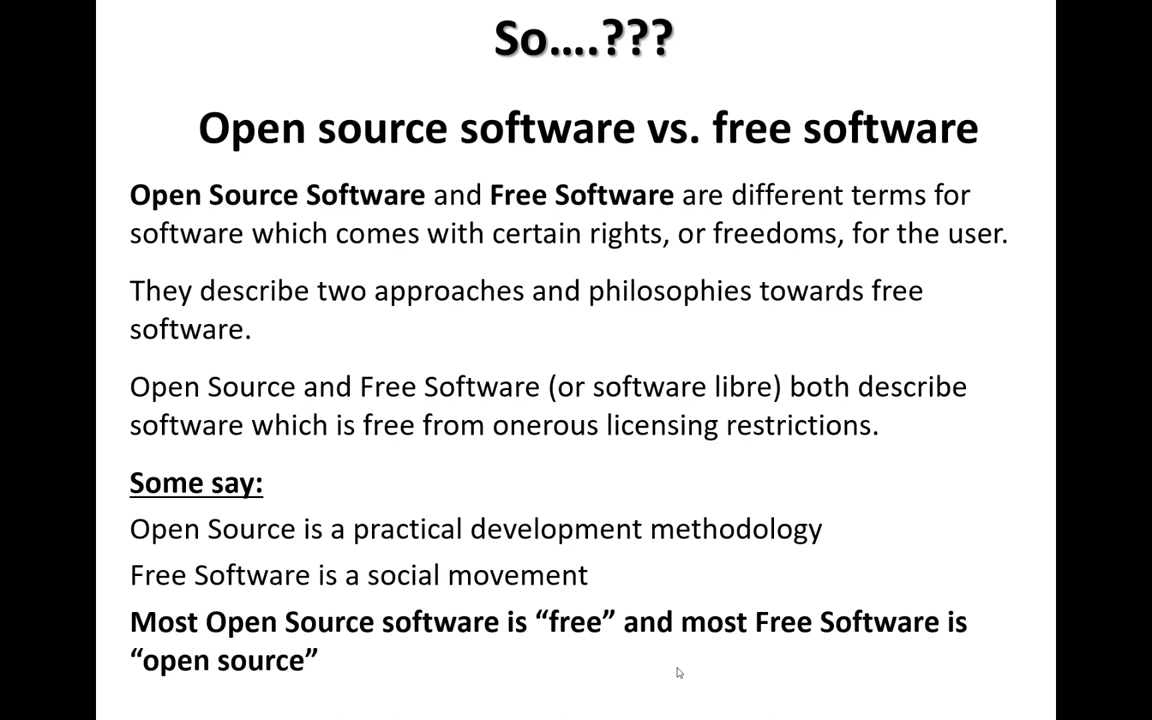 So....???
Open source software vs. free software
Open Source Software and Free Software are different terms for
software which comes with certain rights, or freedoms, for the user.
They describe two approaches and philosophies towards free
software.
Open Source and Free Software (or software libre) both describe
software which is free from onerous licensing restrictions.
Some say:
Open Source is a practical development methodology
Free Software is a social movement
Most Open Source software is “free” and most Free Software is
“open source”